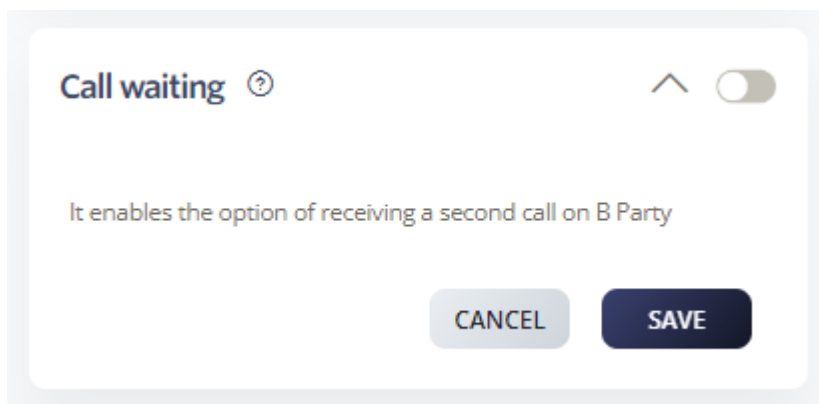 Call waiting
It enables the option of receiving a second call on B Party
CANCEL SAVE